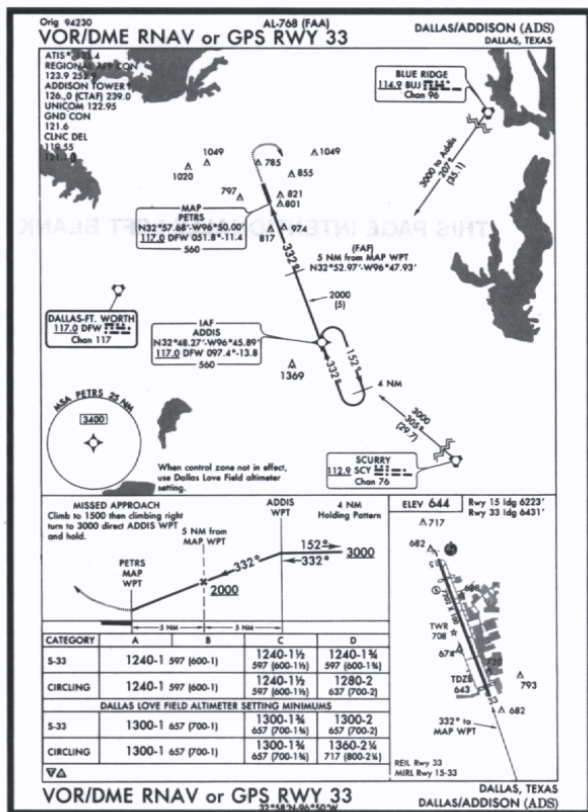 Orig 94230
AL-768 (FAA)
VOR/DME RNAV or GPS RWY 33
DALLAS/ADDISON (ADS)
DALLAS, TEXAS
REGIONAL APP CON
ADDISON TOWER
126.0 (CTAF) 239.0
UNICOM 122.95
GND CON
121.6
CLNC DEL
119.55
BLUE RIDGE
114.9 BUJ
Chan 96
3000 to Addis
207°
(35.1)
1049
1020
785
1049
855
797
821
801
974
817
MAP
PETRS
N32°57.68'-W96°50.00'
117.0 DFW 051.8°-11.4
560
(FAF)
5 NM from MAP WPT
N32°52.97'-W96°47.93'
332°
2000
(5)
DALLAS-FT. WORTH
117.0 DFW
Chan 117
IAF
ADDIS
N32°48.27'-W96°45.89'
117.0 DFW 097.4°-13.8
560
1369
332°
152°
4 NM
3000
305°
(29.7)
SCURRY
112.9 SCY
Chan 76
MSA PETRS 25 NM
3400
When control zone not in effect,
use Dallas Love Field altimeter
setting.
MISSED APPROACH
Climb to 1500 then climbing right
turn to 3000 direct ADDIS WPT
and hold.
PETRS
MAP
WPT
5 NM from
MAP WPT
ADDIS
WPT
4 NM
Holding Pattern
152°
332°
3000
332°
2000
5 NM
5 NM
CATEGORY A B C D
S-33 1240-1 597 (600-1) 1240-1½ 597 (600-1½) 1240-1¾ 597 (600-1¾)
CIRCLING 1240-1 597 (600-1) 1240-1½ 597 (600-1½) 1280-2 637 (700-2)
DALLAS LOVE FIELD ALTIMETER SETTING MINIMUMS
S-33 1300-1 657 (700-1) 1300-1¾ 657 (700-1¾) 1300-2 657 (700-2)
CIRCLING 1300-1 657 (700-1) 1300-1¾ 657 (700-1¾) 1360-2¼ 717 (800-2¼)
ELEV 644
Rwy 15 ldg 6223'
Rwy 33 ldg 6431'
717
682
TWR
708
TDZE
643
793
682
332° to
MAP WPT
REIL Rwy 33
MIRL Rwy 15-33
VOR/DME RNAV or GPS RWY 33
32°58'N-96°50'W
DALLAS, TEXAS
DALLAS/ADDISON (ADS)